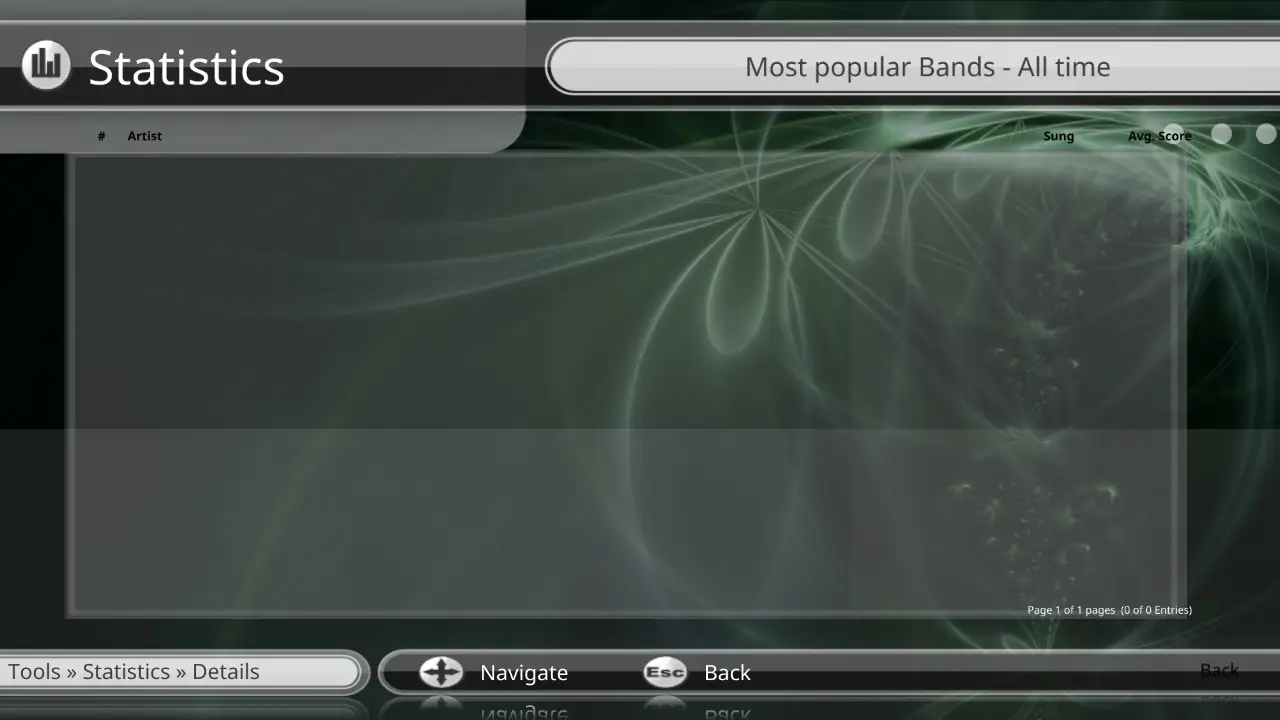 Statistics
Most popular Bands - All time
# Artist Sung Avg. Score
Page 1 of 1 pages (0 of 0 Entries)
Tools » Statistics » Details
Navigate
Esc Back
Back